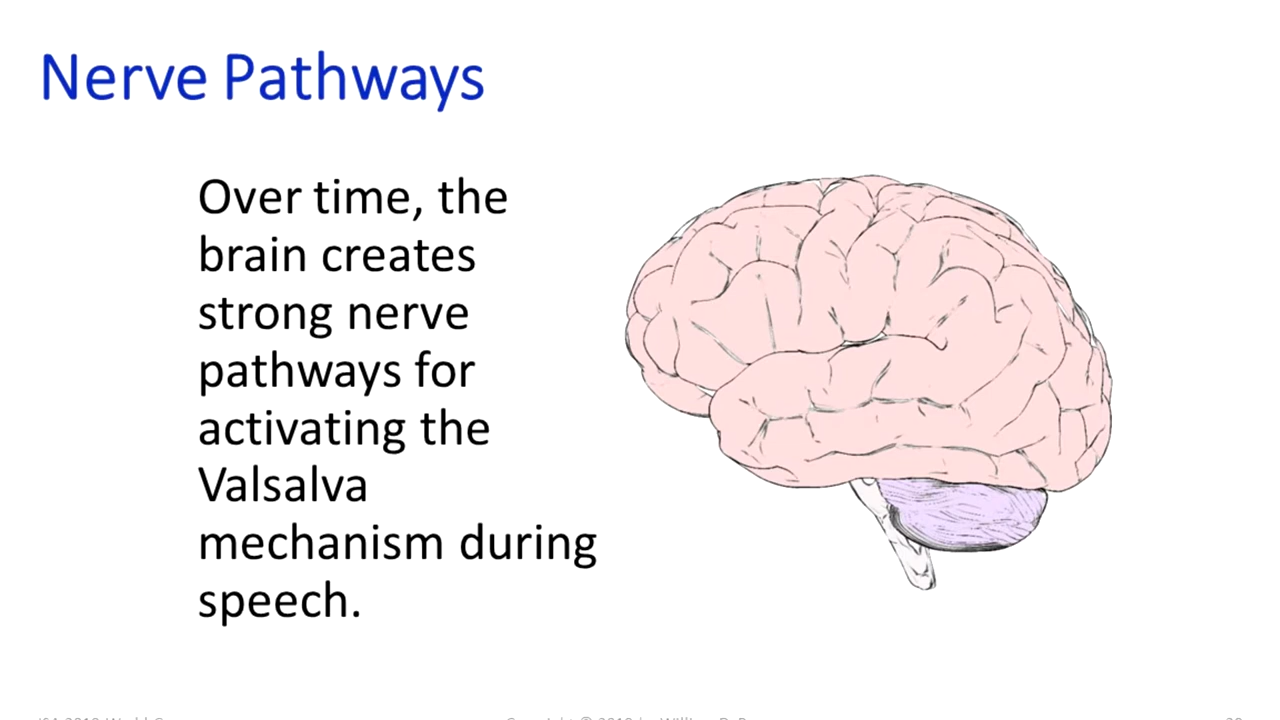 Nerve Pathways
Over time, the
brain creates
strong nerve
pathways for
activating the
Valsalva
mechanism during
speech.